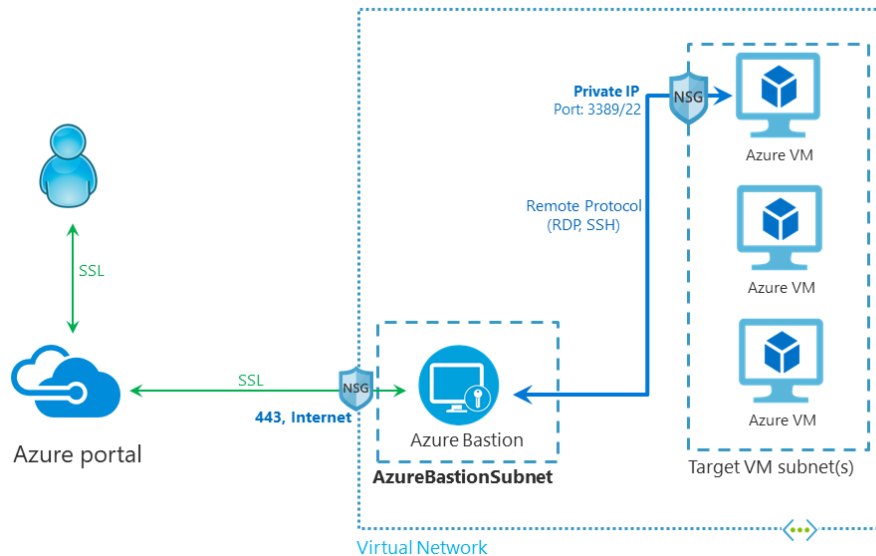 Private IP
Port: 3389/22
NSG
Azure VM
Remote Protocol
(RDP, SSH)
Azure VM
SSL
SSL
NSG
443, Internet
Azure Bastion
Azure VM
Azure portal
AzureBastionSubnet
Target VM subnet(s)
Virtual Network